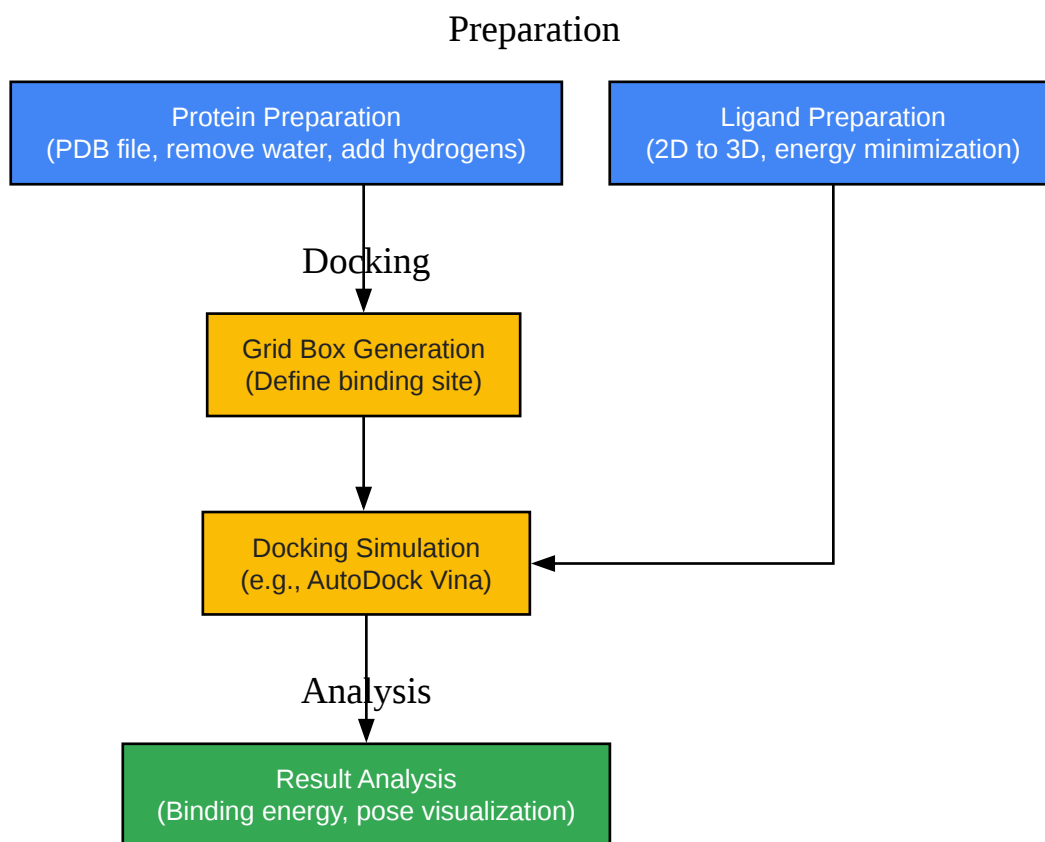 Preparation
Protein Preparation
(PDB file, remove water, add hydrogens)
Ligand Preparation
(2D to 3D, energy minimization)
Docking
Grid Box Generation
(Define binding site)
Docking Simulation
(e.g., AutoDock Vina)
Analysis
Result Analysis
(Binding energy, pose visualization)